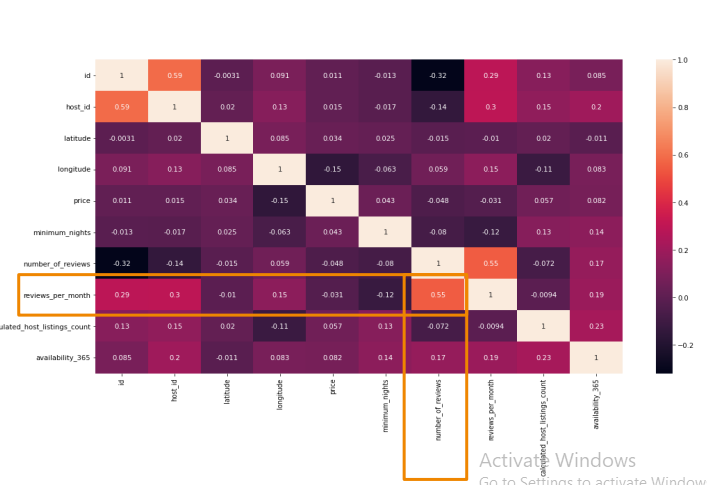 id 1 0.59 -0.0031 0.091 0.011 -0.013 -0.32 0.29 0.13 0.085
host_id 0.59 1 0.02 0.13 0.015 -0.017 -0.14 0.3 0.15 0.2
latitude -0.0031 0.02 1 0.085 0.034 0.025 -0.015 -0.01 0.02 -0.011
longitude 0.091 0.13 0.085 1 -0.15 -0.063 0.059 0.15 -0.11 0.083
price 0.011 0.015 0.034 -0.15 1 0.043 -0.048 -0.031 0.057 0.082
minimum_nights -0.013 -0.017 0.025 -0.063 0.043 1 -0.08 -0.12 0.13 0.14
number_of_reviews -0.32 -0.14 -0.015 0.059 -0.048 -0.08 1 0.55 -0.072 0.17
reviews_per_month 0.29 0.3 -0.01 0.15 -0.031 -0.12 0.55 1 -0.0094 0.19
ulated_host_listings_count 0.13 0.15 0.02 -0.11 0.057 0.13 -0.072 -0.0094 1 0.23
availability_365 0.085 0.2 -0.011 0.083 0.082 0.14 0.17 0.19 0.23 1
id
host_id
latitude
longitude
price
minimum_nights
number_of_reviews
reviews_per_month
calculated_host_listings_count
availability_365
1.0
0.8
0.6
0.4
0.2
0.0
−0.2
Activate Windows
Go to Settings to activate Window